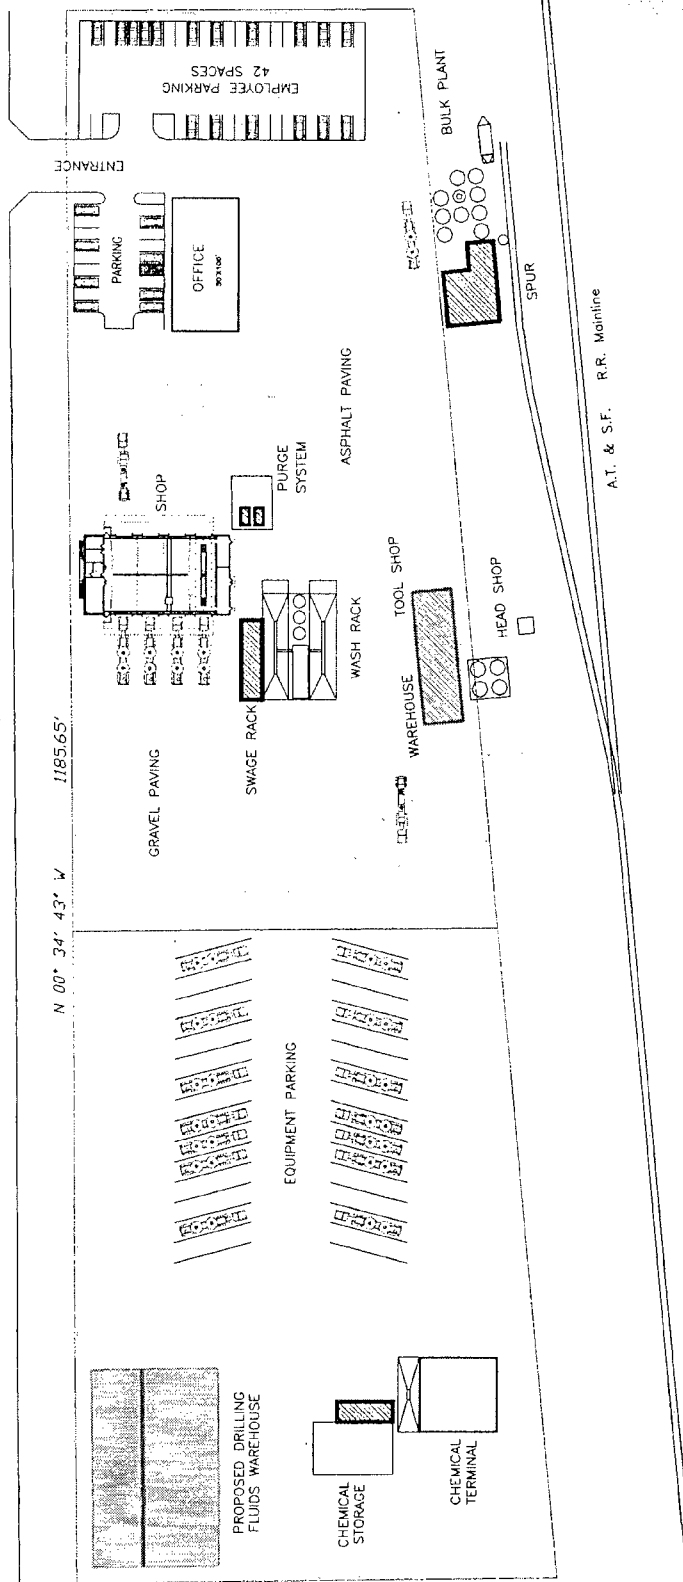 EMPLOYEE PARKING
42 SPACES
BULK PLANT
ENTRANCE
PARKING
OFFICE
SPUR
A.T. & S.F. R.R. Mainline
ASPHALT PAVING
SHOP
PURGE
SYSTEM
TOOL SHOP
HEAD SHOP
WASH RACK
WAREHOUSE
SWAGE RACK
GRAVEL PAVING
N 00° 34' 43" W 1185.65'
EQUIPMENT PARKING
PROPOSED DRILLING
FLUIDS WAREHOUSE
CHEMICAL
STORAGE
CHEMICAL
TERMINAL